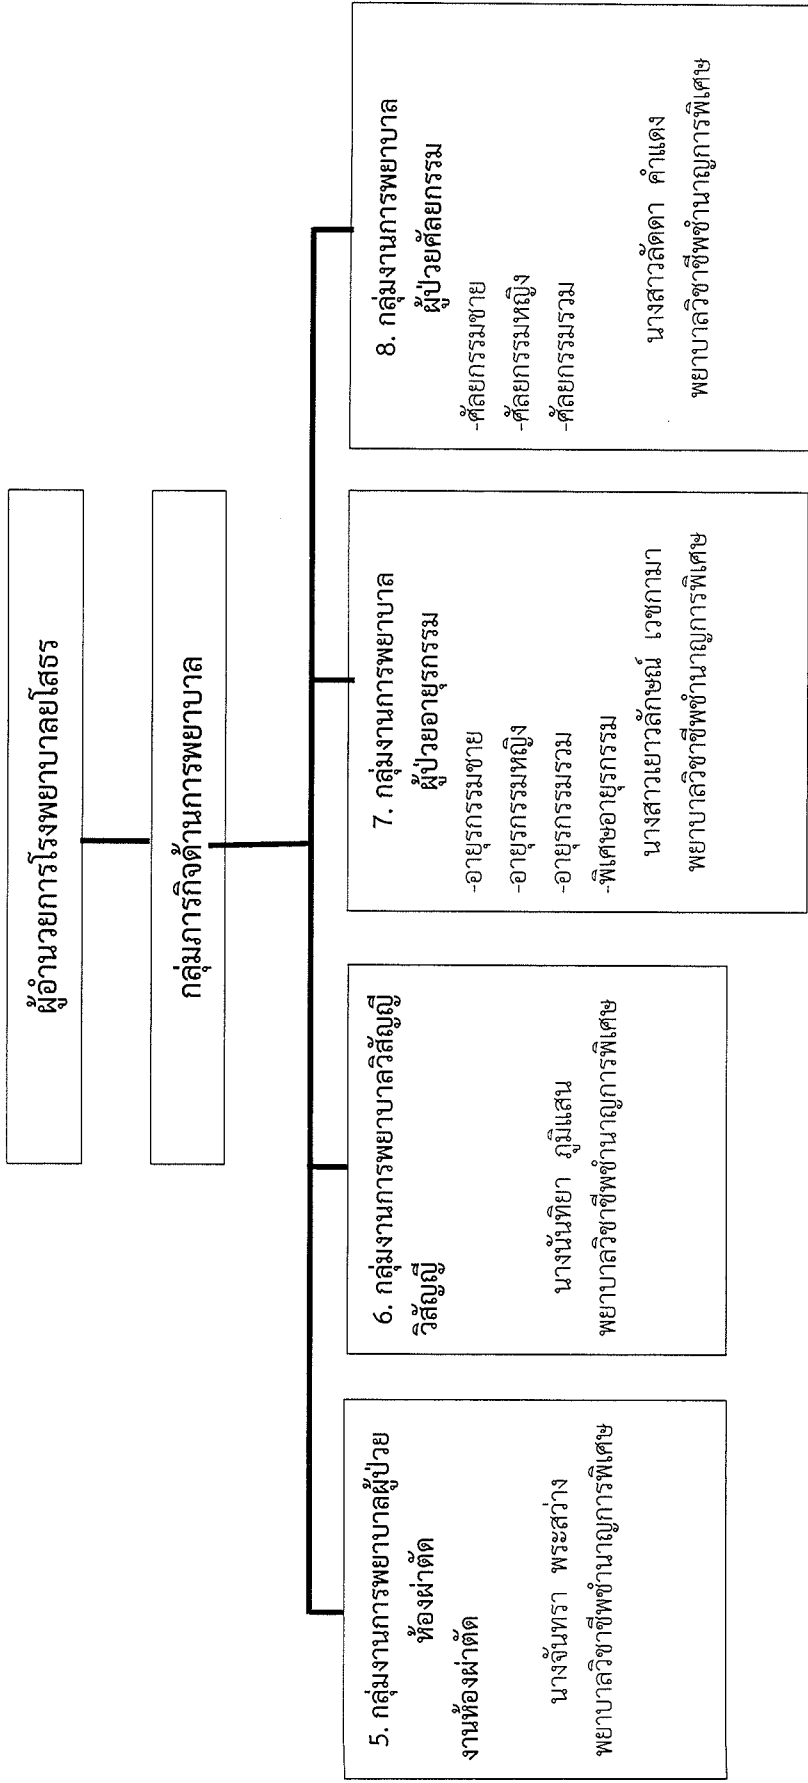 ผู้อำนวยการโรงพยาบาลยโสธร
กลุ่มภารกิจด้านการพยาบาล
5. กลุ่มงานการพยาบาลผู้ป่วย
ห้องผ่าตัด
งานห้องผ่าตัด
นางจันทรา พระสว่าง
พยาบาลวิชาชีพชำนาญการพิเศษ
6. กลุ่มงานการพยาบาลวิสัญญี
วิสัญญี
นางนันทิยา ภูมิแสน
พยาบาลวิชาชีพชำนาญการพิเศษ
7. กลุ่มงานการพยาบาล
ผู้ป่วยอายุรกรรม
-อายุรกรรมชาย
-อายุรกรรมหญิง
-อายุรกรรมรวม
-พิเศษอายุรกรรม
นางสาวเยาวลักษณ์ เวชกามา
พยาบาลวิชาชีพชำนาญการพิเศษ
8. กลุ่มงานการพยาบาล
ผู้ป่วยศัลยกรรม
-ศัลยกรรมชาย
-ศัลยกรรมหญิง
-ศัลยกรรมรวม
นางสาวลัดดา คำแดง
พยาบาลวิชาชีพชำนาญการพิเศษ